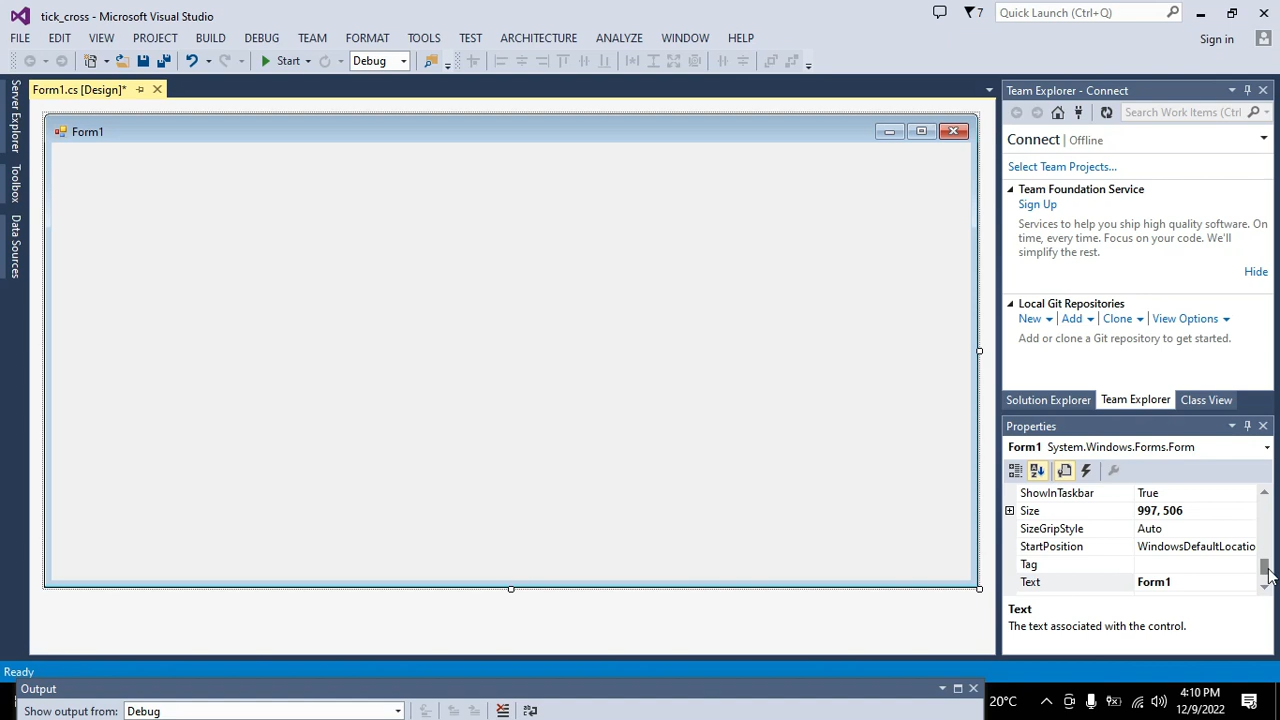 tick_cross - Microsoft Visual Studio
7
Quick Launch (Ctrl+Q)
FILE EDIT VIEW PROJECT BUILD DEBUG TEAM FORMAT TOOLS TEST ARCHITECTURE ANALYZE WINDOW HELP
Sign in
Start Debug
Server Explorer
Toolbox
Data Sources
Form1.cs [Design]*
Form1
Team Explorer - Connect
Search Work Items (Ctrl
Connect | Offline
Select Team Projects...
Team Foundation Service
Sign Up
Services to help you ship high quality software. On
time, every time. Focus on your code. We'll
simplify the rest.
Hide
Local Git Repositories
New | Add | Clone | View Options
Add or clone a Git repository to get started.
Solution Explorer Team Explorer Class View
Properties
Form1 System.Windows.Forms.Form
ShowInTaskbar True
Size 997, 506
SizeGripStyle Auto
StartPosition WindowsDefaultLocatio
Tag
Text Form1
Text
The text associated with the control.
Ready
Output
Show output from: Debug
20°C
4:10 PM
12/9/2022